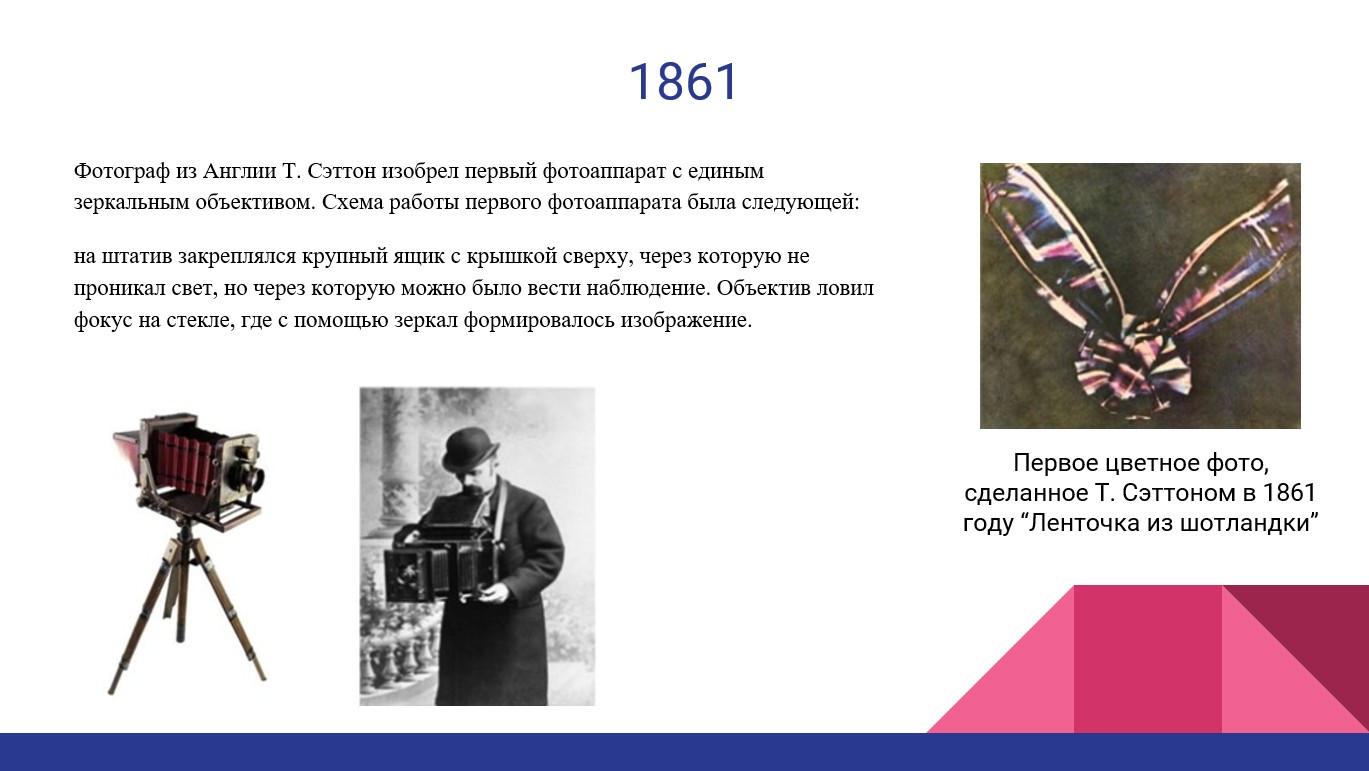 1861
Фотограф из Англии Т. Сэттон изобрел первый фотоаппарат с единым
зеркальным объективом. Схема работы первого фотоаппарата была следующей:
на штатив закреплялся крупный ящик с крышкой сверху, через которую не
проникал свет, но через которую можно было вести наблюдение. Объектив ловил
фокус на стекле, где с помощью зеркал формировалось изображение.
Первое цветное фото,
сделанное Т. Сэттоном в 1861
году “Ленточка из шотландки”